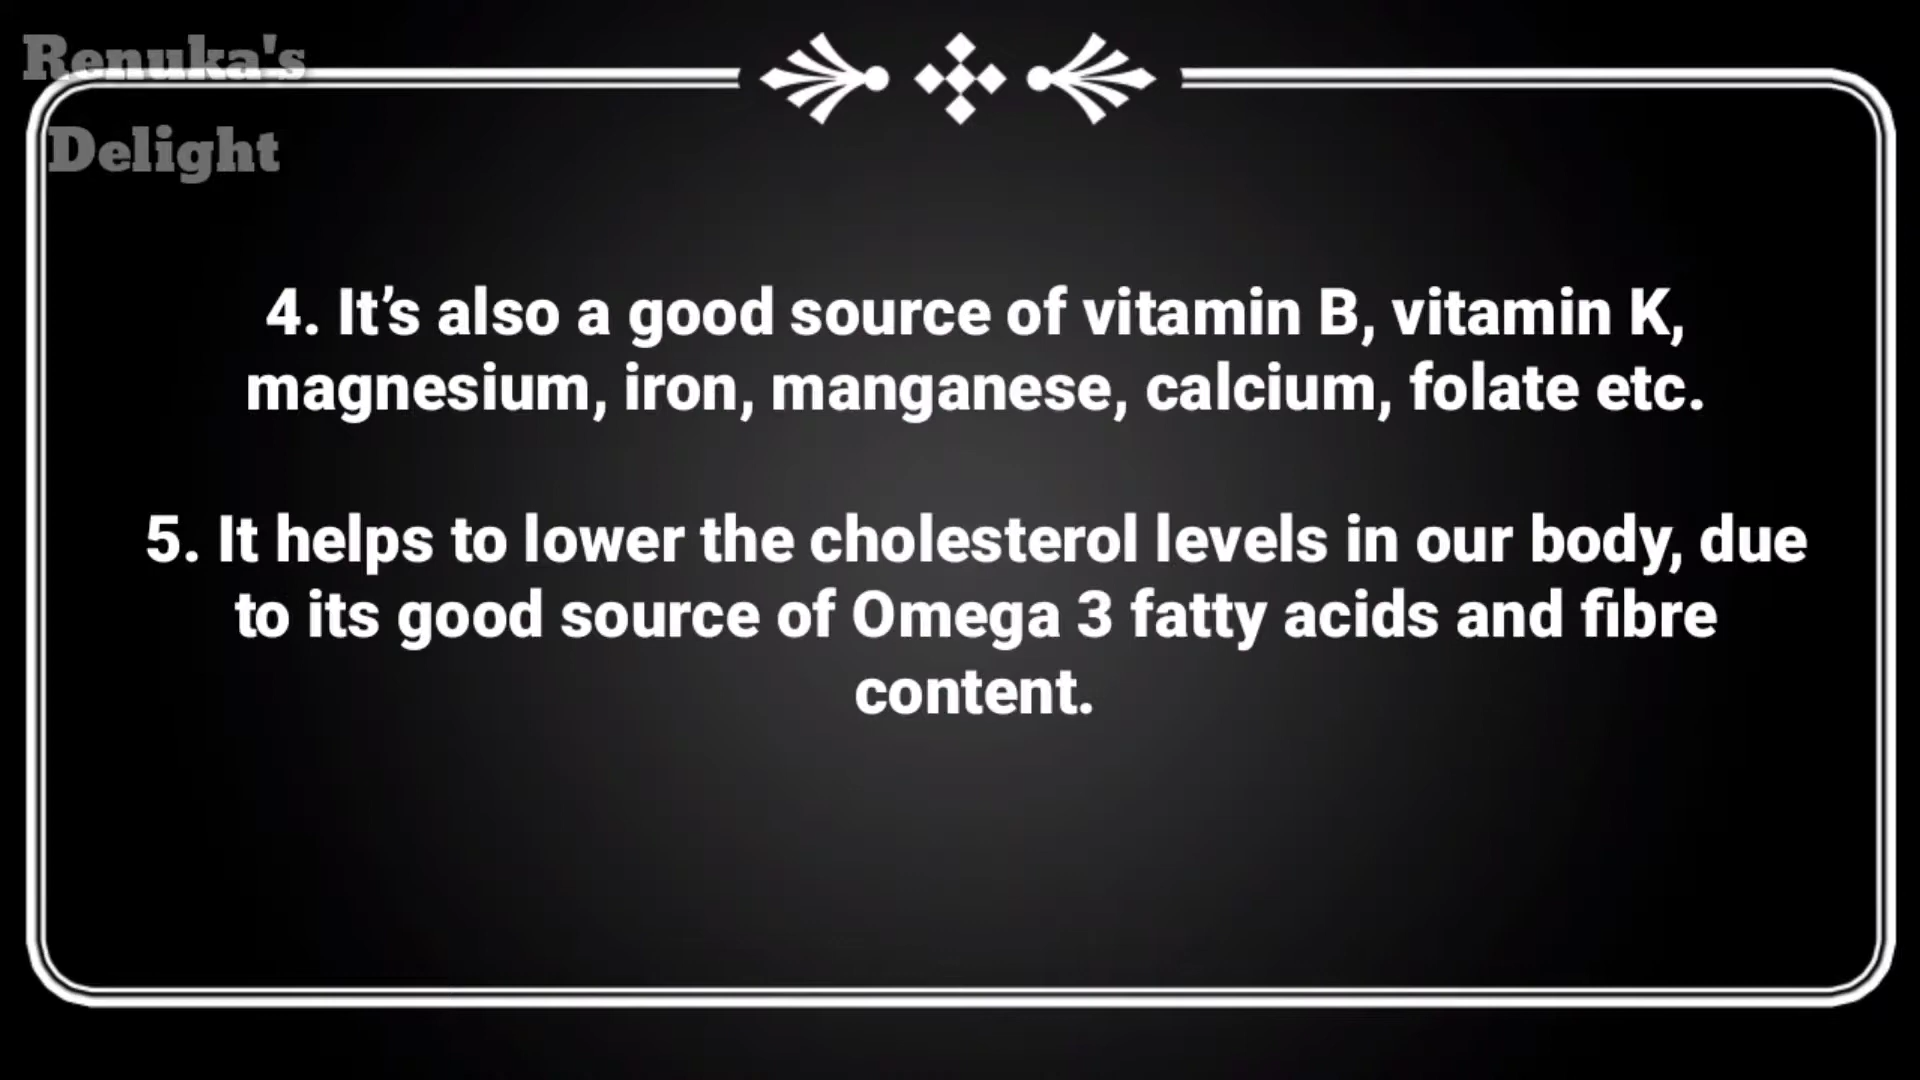 Renuka's
Delight
4. It’s also a good source of vitamin B, vitamin K,
magnesium, iron, manganese, calcium, folate etc.
5. It helps to lower the cholesterol levels in our body, due
to its good source of Omega 3 fatty acids and fibre
content.